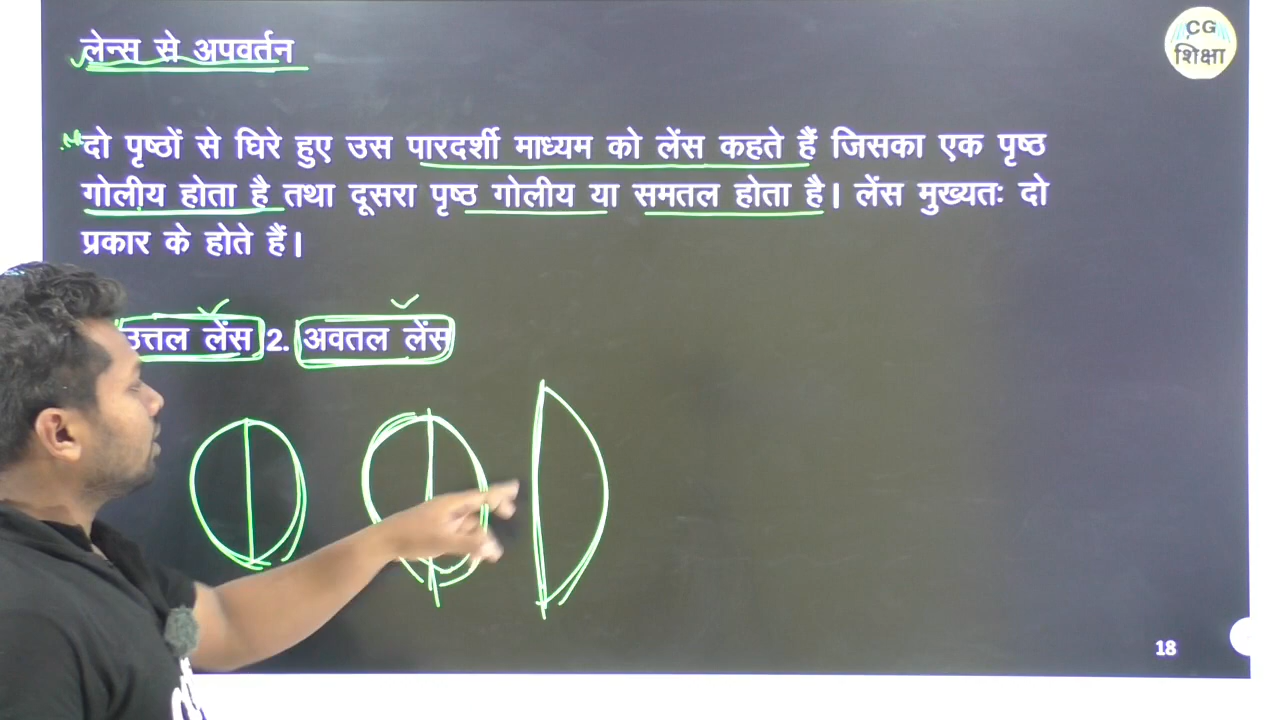 CG
शिक्षा
लेन्स से अपवर्तन
दो पृष्ठों से घिरे हुए उस पारदर्शी माध्यम को लेंस कहते हैं जिसका एक पृष्ठ
गोलीय होता है तथा दूसरा पृष्ठ गोलीय या समतल होता है। लेंस मुख्यतः दो
प्रकार के होते हैं।
उत्तल लेंस 2. अवतल लेंस
18